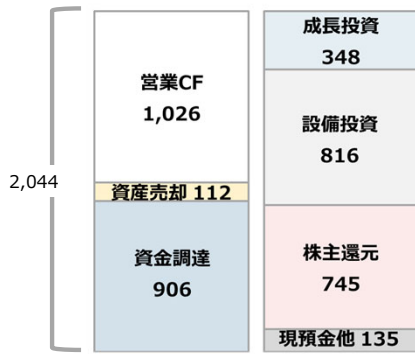 2,044
営業CF
1,026
資産売却 112
資金調達
906
成長投資
348
設備投資
816
株主還元
745
現預金他 135